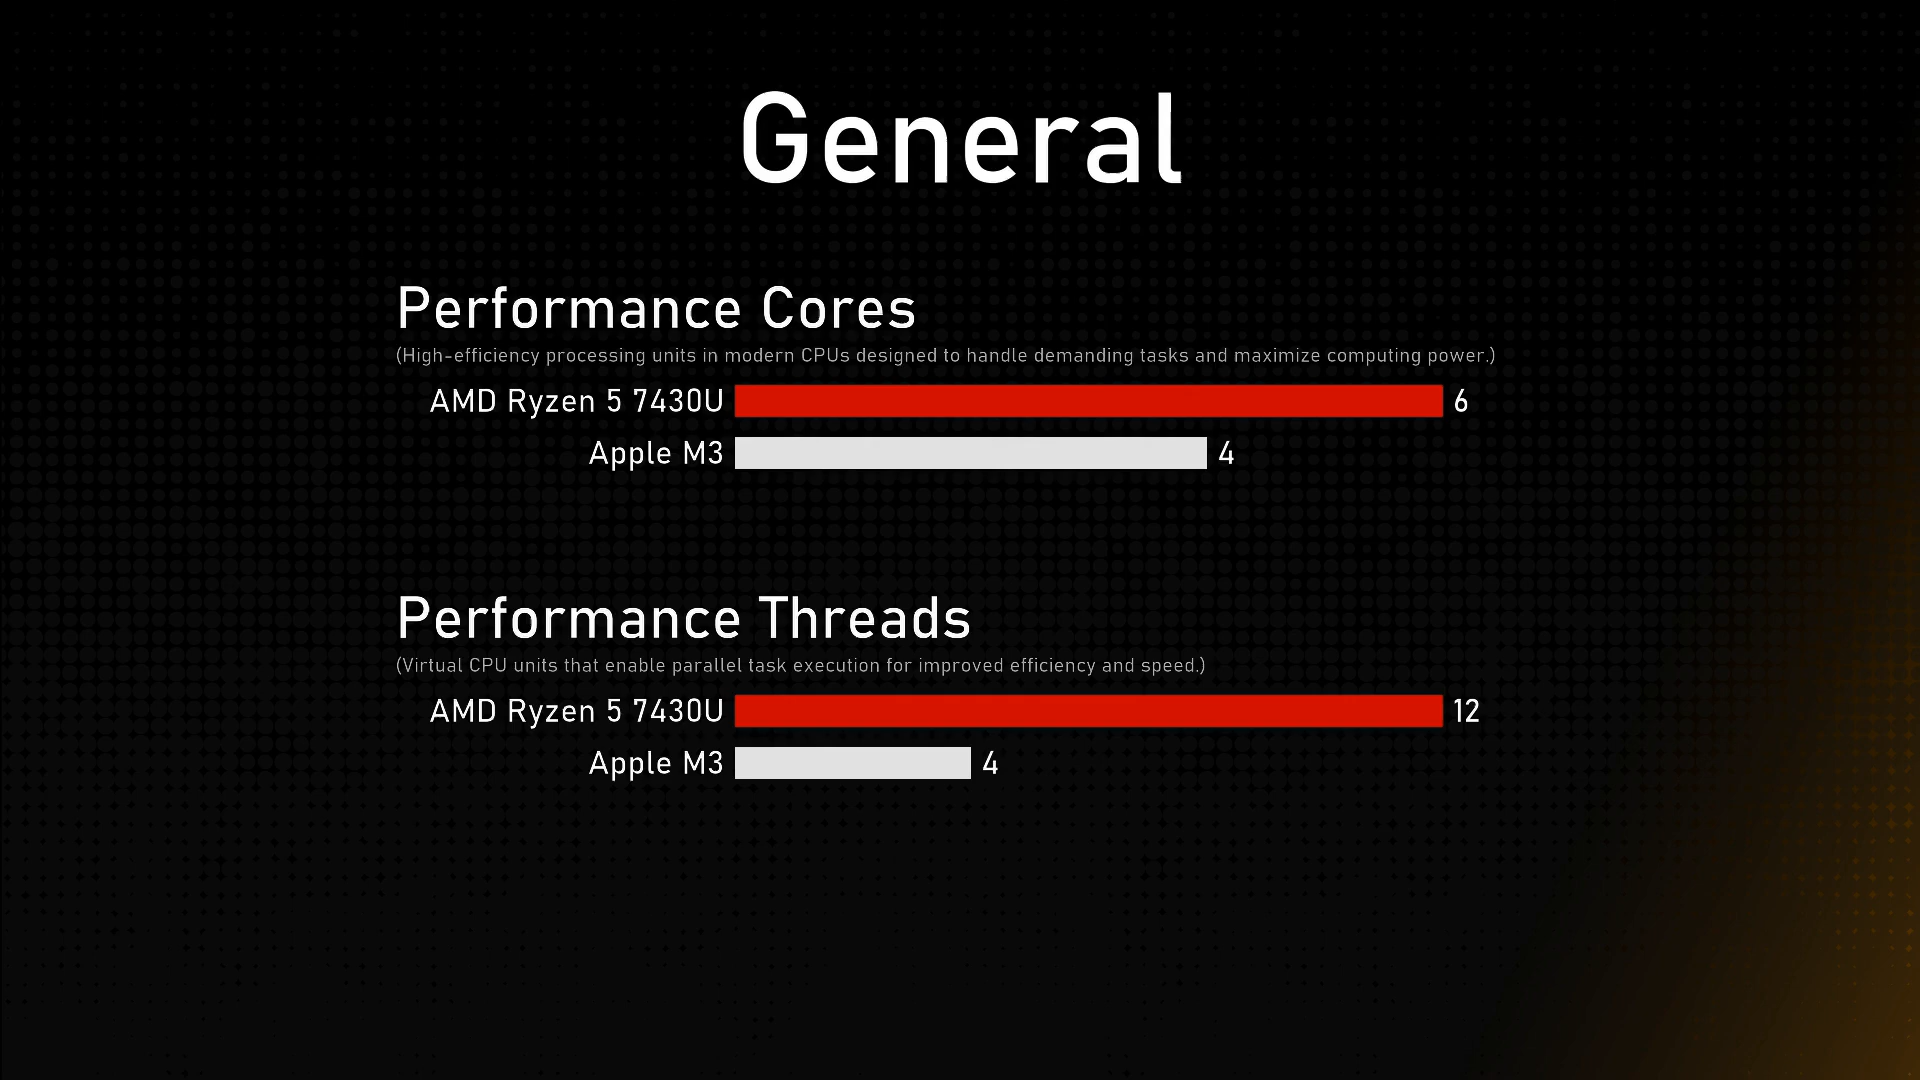 General
Performance Cores
(High-efficiency processing units in modern CPUs designed to handle demanding tasks and maximize computing power.)
AMD Ryzen 5 7430U 6
Apple M3 4
Performance Threads
(Virtual CPU units that enable parallel task execution for improved efficiency and speed.)
AMD Ryzen 5 7430U 12
Apple M3 4